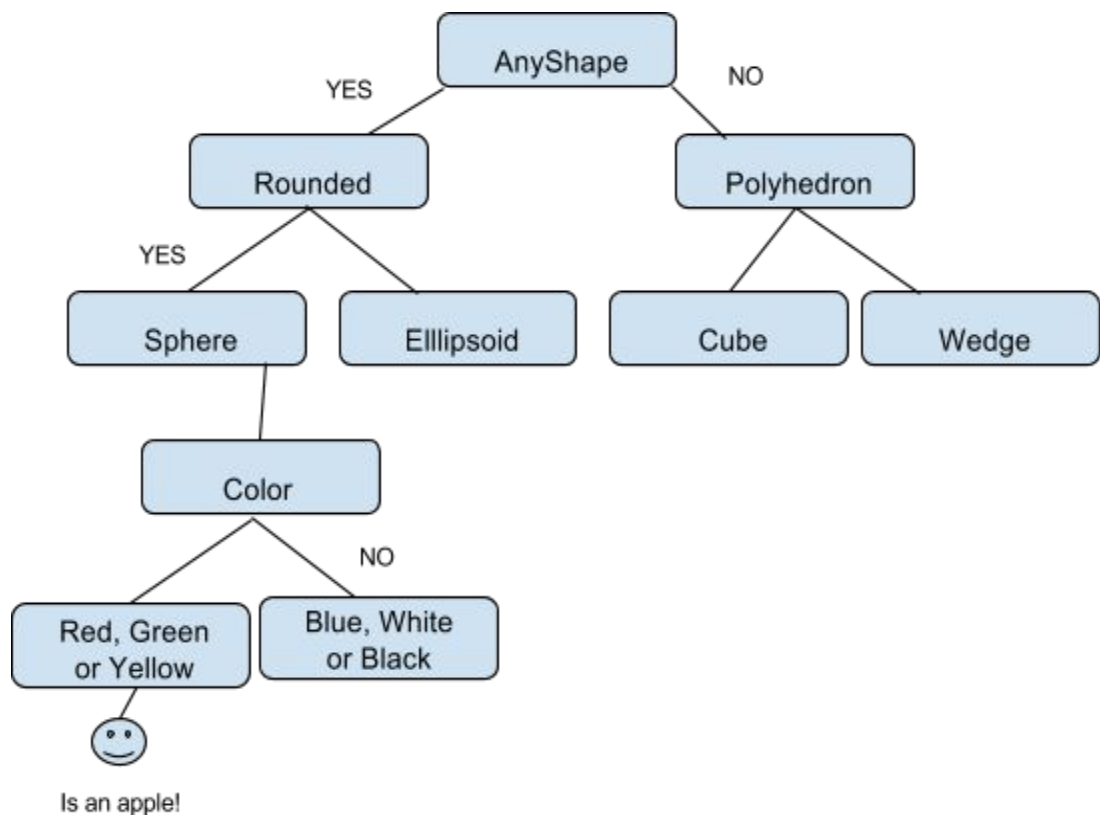 AnyShape
YES
NO
Rounded
Polyhedron
YES
Sphere
Elllipsoid
Cube
Wedge
Color
NO
Red, Green
or Yellow
Blue, White
or Black
Is an apple!